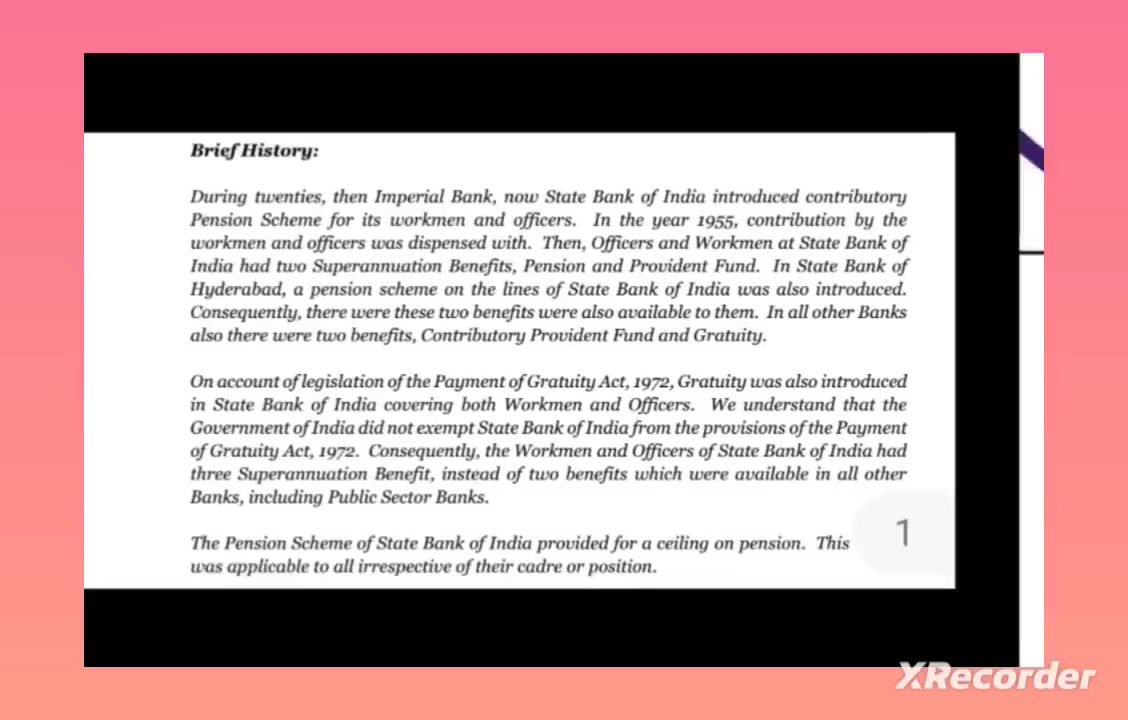 Brief History:
During twenties, then Imperial Bank, now State Bank of India introduced contributory
Pension Scheme for its workmen and officers. In the year 1955, contribution by the
workmen and officers was dispensed with. Then, Officers and Workmen at State Bank of
India had two Superannuation Benefits, Pension and Provident Fund. In State Bank of
Hyderabad, a pension scheme on the lines of State Bank of India was also introduced.
Consequently, there were these two benefits were also available to them. In all other Banks
also there were two benefits, Contributory Provident Fund and Gratuity.
On account of legislation of the Payment of Gratuity Act, 1972, Gratuity was also introduced
in State Bank of India covering both Workmen and Officers. We understand that the
Government of India did not exempt State Bank of India from the provisions of the Payment
of Gratuity Act, 1972. Consequently, the Workmen and Officers of State Bank of India had
three Superannuation Benefit, instead of two benefits which were available in all other
Banks, including Public Sector Banks.
The Pension Scheme of State Bank of India provided for a ceiling on pension. This
was applicable to all irrespective of their cadre or position.
1
XRecorder